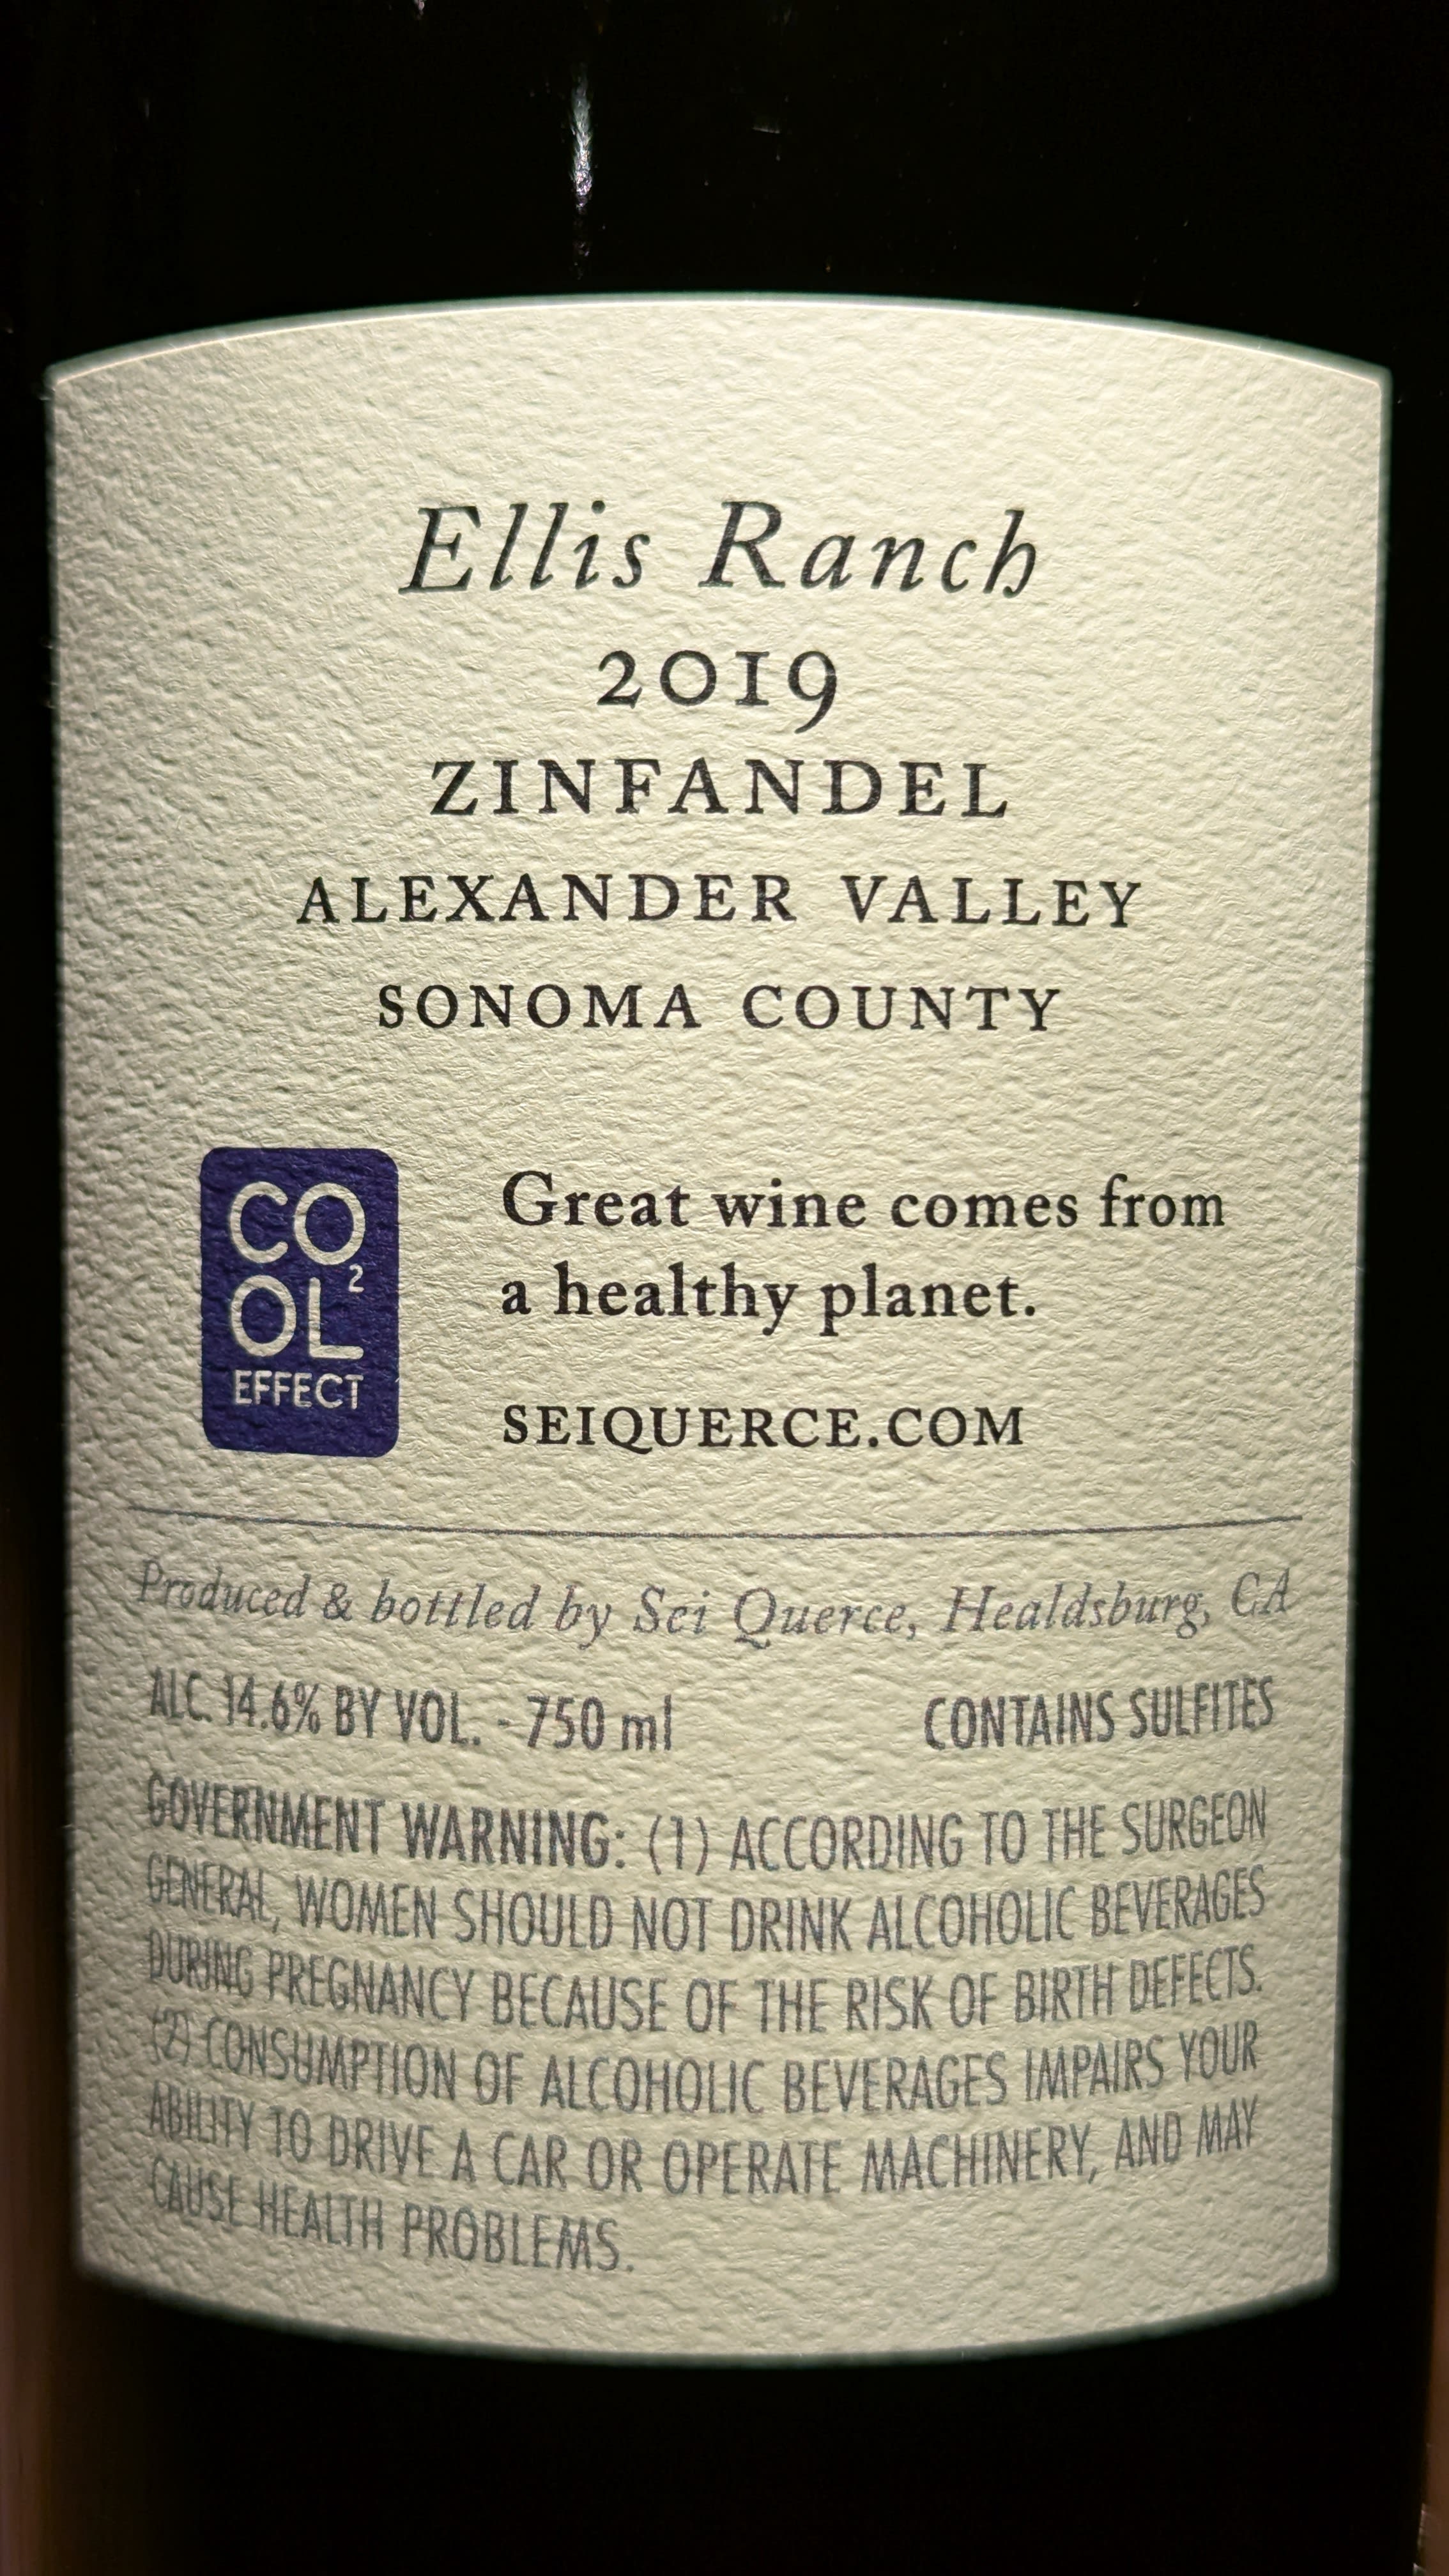 Ellis Ranch
2019
ZINFANDEL
ALEXANDER VALLEY
SONOMA COUNTY
CO2
OL
EFFECT
Great wine comes from
a healthy planet.
SEIQUERCE.COM
Produced & bottled by Sei Querce, Healdsburg, CA
ALC. 14.6% BY VOL. - 750 ml CONTAINS SULFITES
GOVERNMENT WARNING: (1) ACCORDING TO THE SURGEON
GENERAL, WOMEN SHOULD NOT DRINK ALCOHOLIC BEVERAGES
DURING PREGNANCY BECAUSE OF THE RISK OF BIRTH DEFECTS.
(2) CONSUMPTION OF ALCOHOLIC BEVERAGES IMPAIRS YOUR
ABILITY TO DRIVE A CAR OR OPERATE MACHINERY, AND MAY
CAUSE HEALTH PROBLEMS.